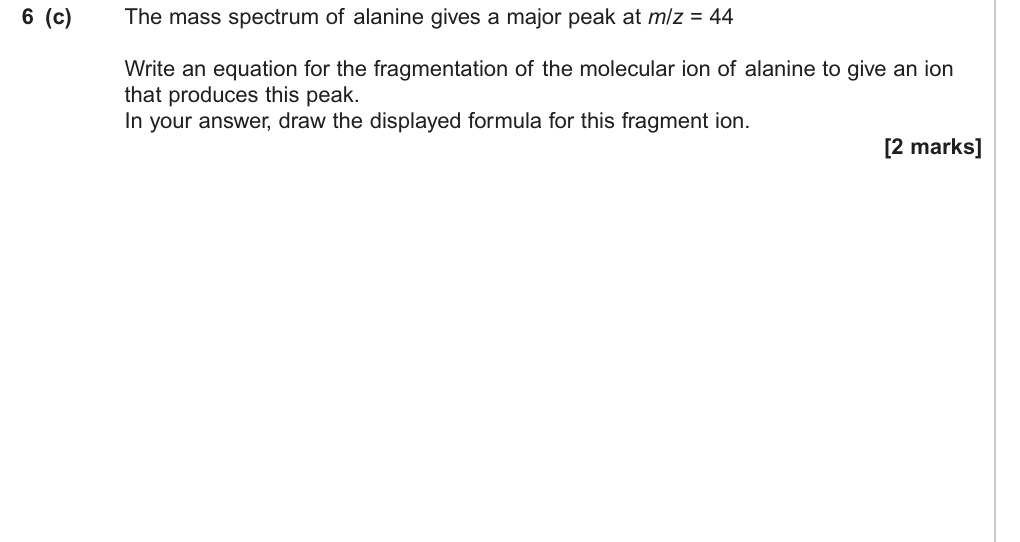 6 (c) The mass spectrum of alanine gives a major peak at m/z = 44
Write an equation for the fragmentation of the molecular ion of alanine to give an ion
that produces this peak.
In your answer, draw the displayed formula for this fragment ion.
[2 marks]